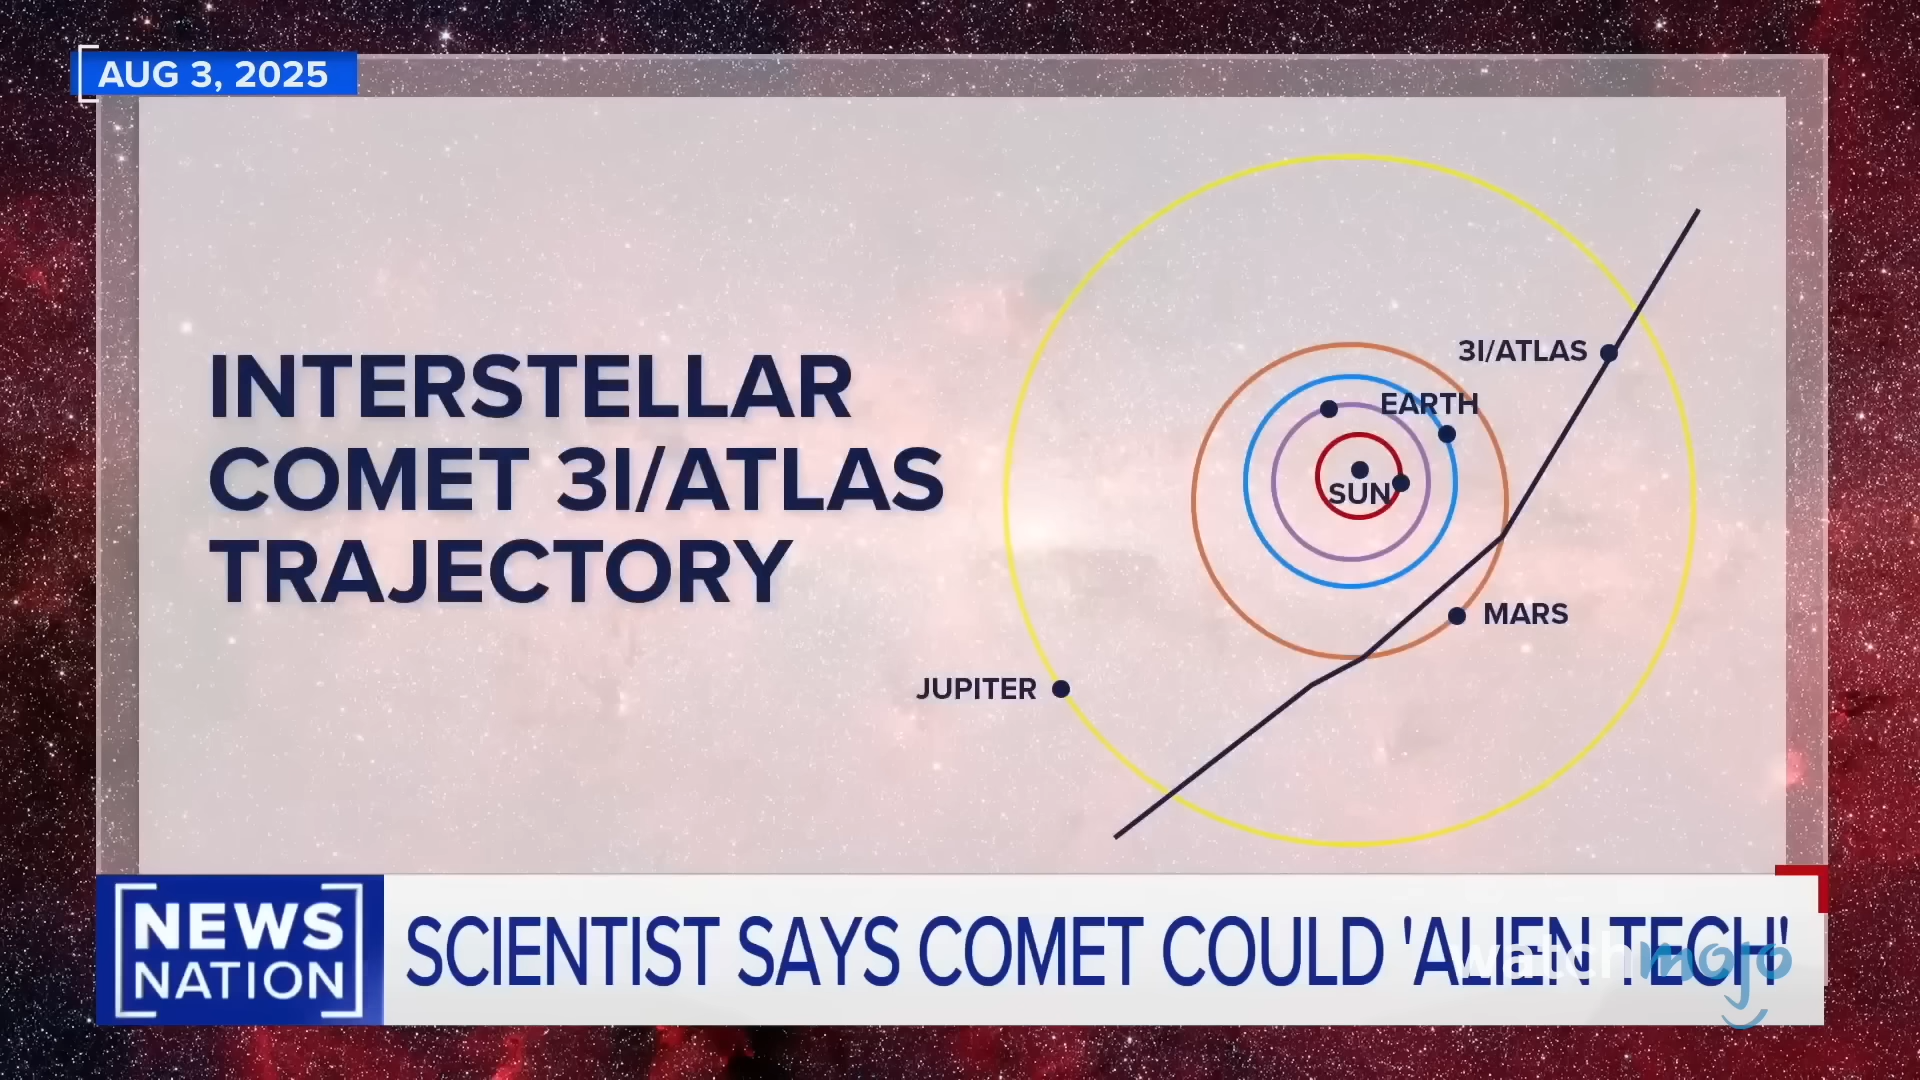 AUG 3, 2025
INTERSTELLAR
COMET 3I/ATLAS
TRAJECTORY
3I/ATLAS
EARTH
SUN
MARS
JUPITER
NEWS
NATION
SCIENTIST SAYS COMET COULD 'ALIEN TECH'
watchmojo